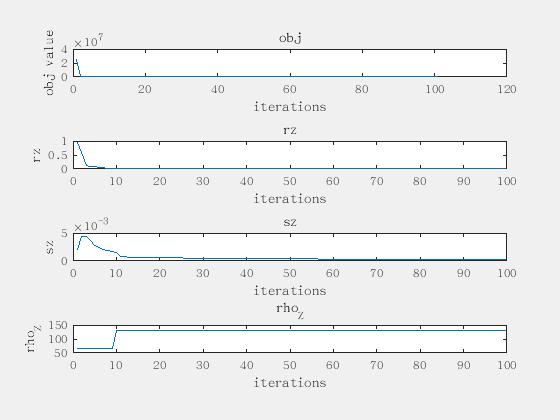 obj
×10^7
4
2
0
obj value
0 20 40 60 80 100 120
iterations
rz
1
0.5
0
rz
0 10 20 30 40 50 60 70 80 90 100
iterations
sz
×10^-3
5
0
sz
0 10 20 30 40 50 60 70 80 90 100
iterations
rho_z
150
100
50
rho_z
0 10 20 30 40 50 60 70 80 90 100
iterations